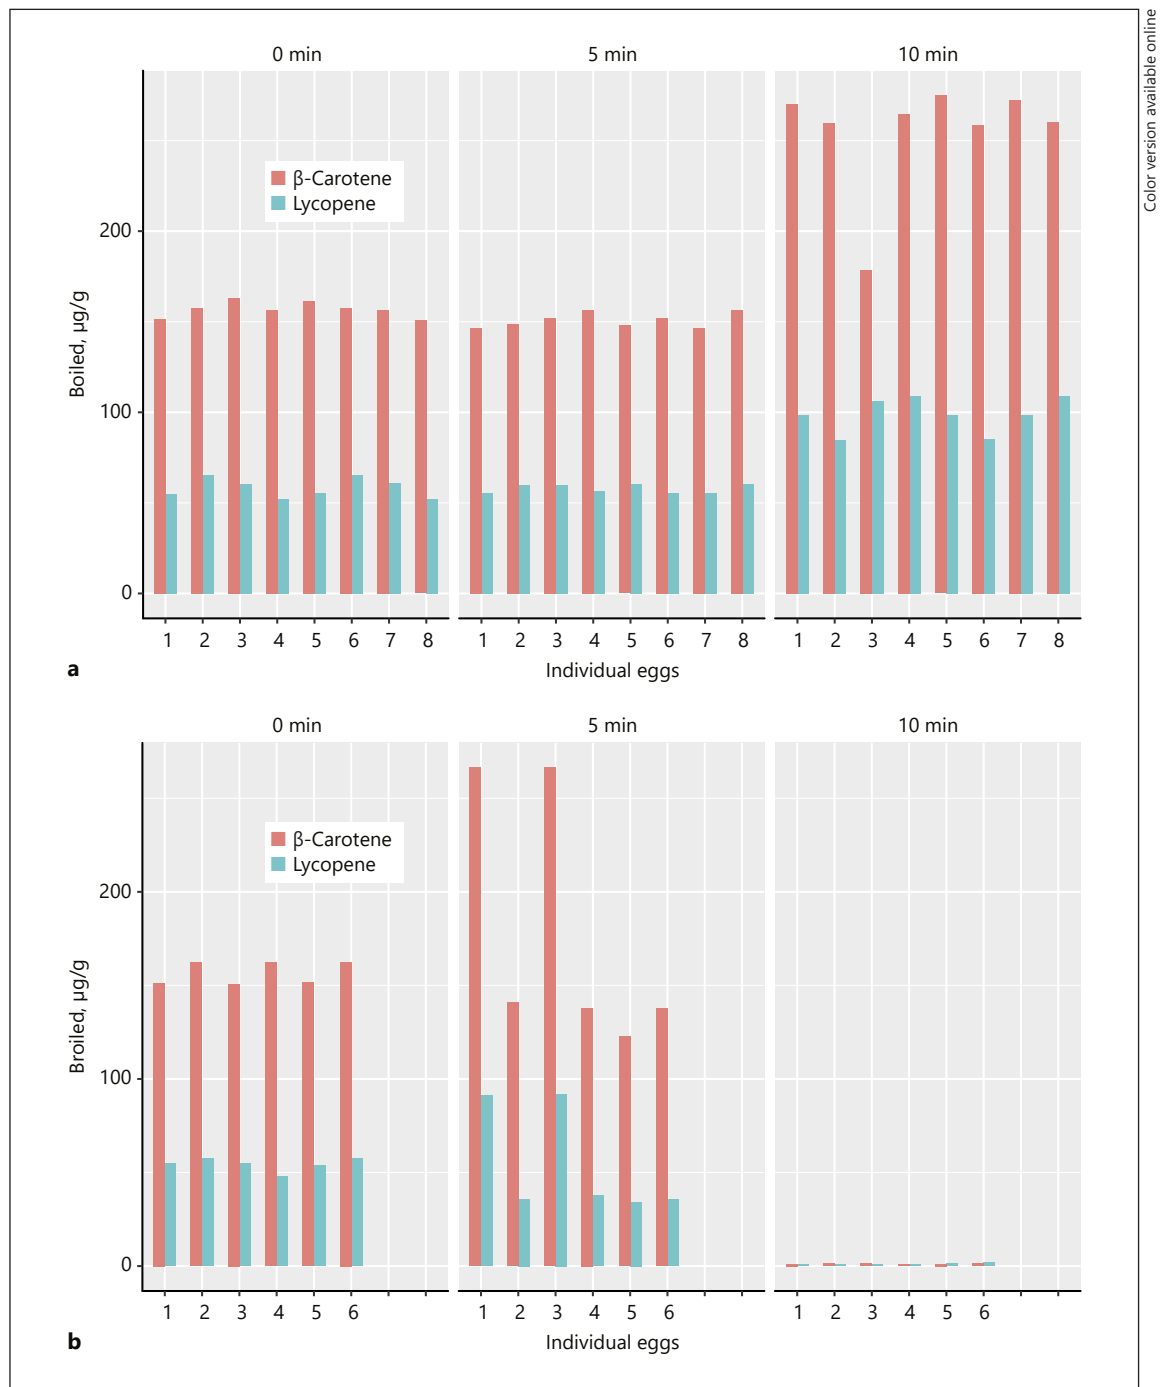 Color version available online
0 min
5 min
10 min
β-Carotene
Lycopene
200
100
0
Boiled, µg/g
1 2 3 4 5 6 7 8
1 2 3 4 5 6 7 8
1 2 3 4 5 6 7 8
Individual eggs
a
0 min
5 min
10 min
β-Carotene
Lycopene
200
100
0
Broiled, µg/g
1 2 3 4 5 6
1 2 3 4 5 6
1 2 3 4 5 6
Individual eggs
b